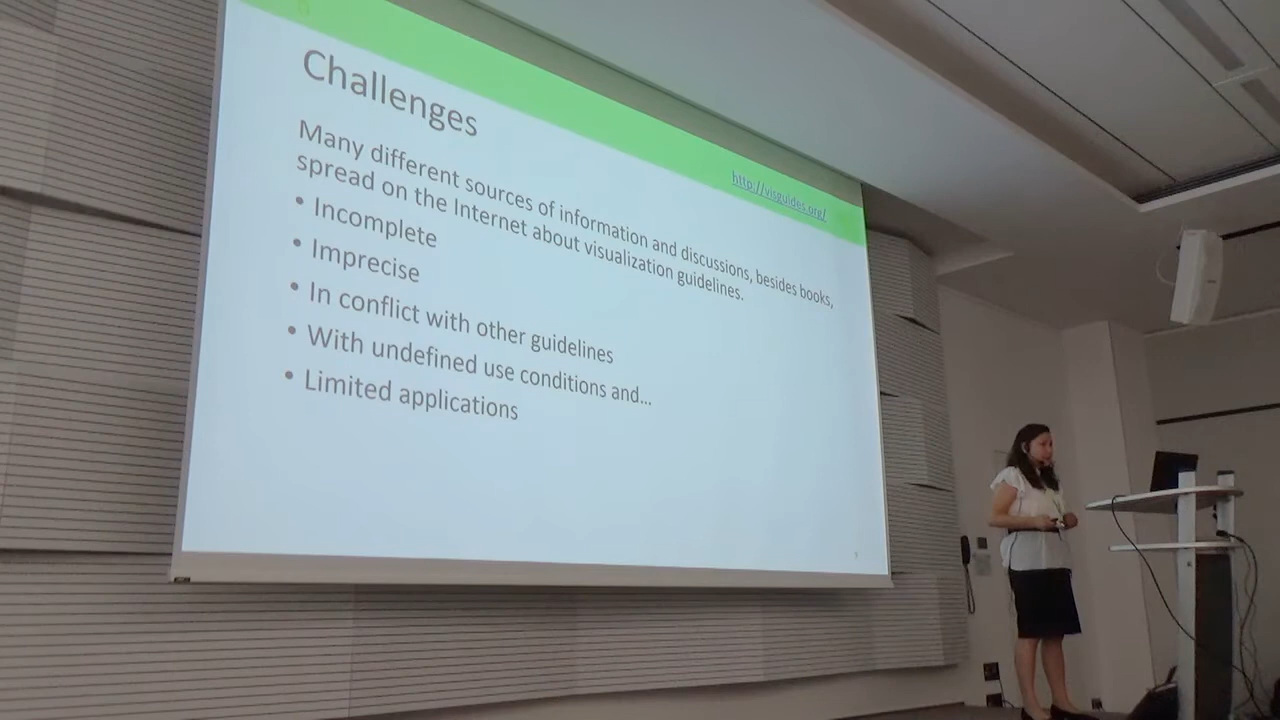 Challenges
http://visguides.org/
Many different sources of information and discussions, besides books,
spread on the Internet about visualization guidelines.
• Incomplete
• Imprecise
• In conflict with other guidelines
• With undefined use conditions and...
• Limited applications